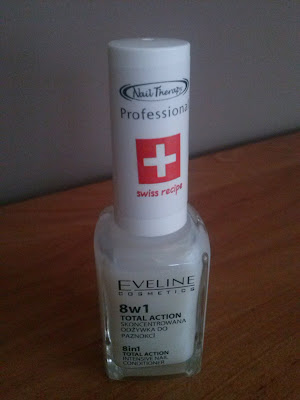 Nail Therapy
Professional
swiss recipe
EVELINE
COSMETICS
8w1
TOTAL ACTION
SKONCENTROWANA
ODŻYWKA DO
PAZNOKCI
8in1
TOTAL ACTION
INTENSIVE NAIL
CONDITIONER